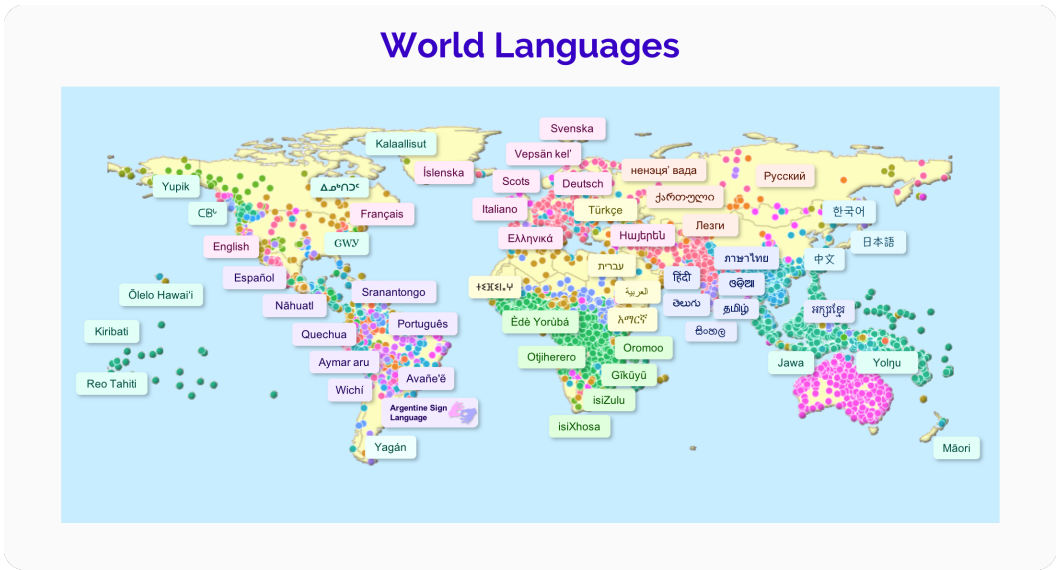 World Languages
Svenska
Kalaallisut
Vepsän kel’
Íslenska
Scots
Deutsch
ненэця’ вада
Русский
Yupik
ᐃᓄᒃᑎᑐᑦ
ᑕᗸᒡ
Français
Italiano
Türkçe
ქართული
한국어
English
ᏣᎳᎩ
Ελληνικά
Հայերեն
Лезги
日本語
Español
עברית
हिंदी
ภาษาไทย
中文
Ōlelo Hawaiʻi
Nāhuatl
Sranantongo
العربية
తెలుగు
ଓଡ଼ିଆ
தமிழ்
Kiribati
Quechua
Português
Èdè Yorùbá
አማርኛ
සිංහල
អក្សរខ្មែរ
Aymar aru
Otjiherero
Oromoo
Jawa
Yolŋu
Reo Tahiti
Wichí
Avañe'ẽ
Gĩkũyũ
Argentine Sign
Language
isiZulu
isiXhosa
Yagán
Māori